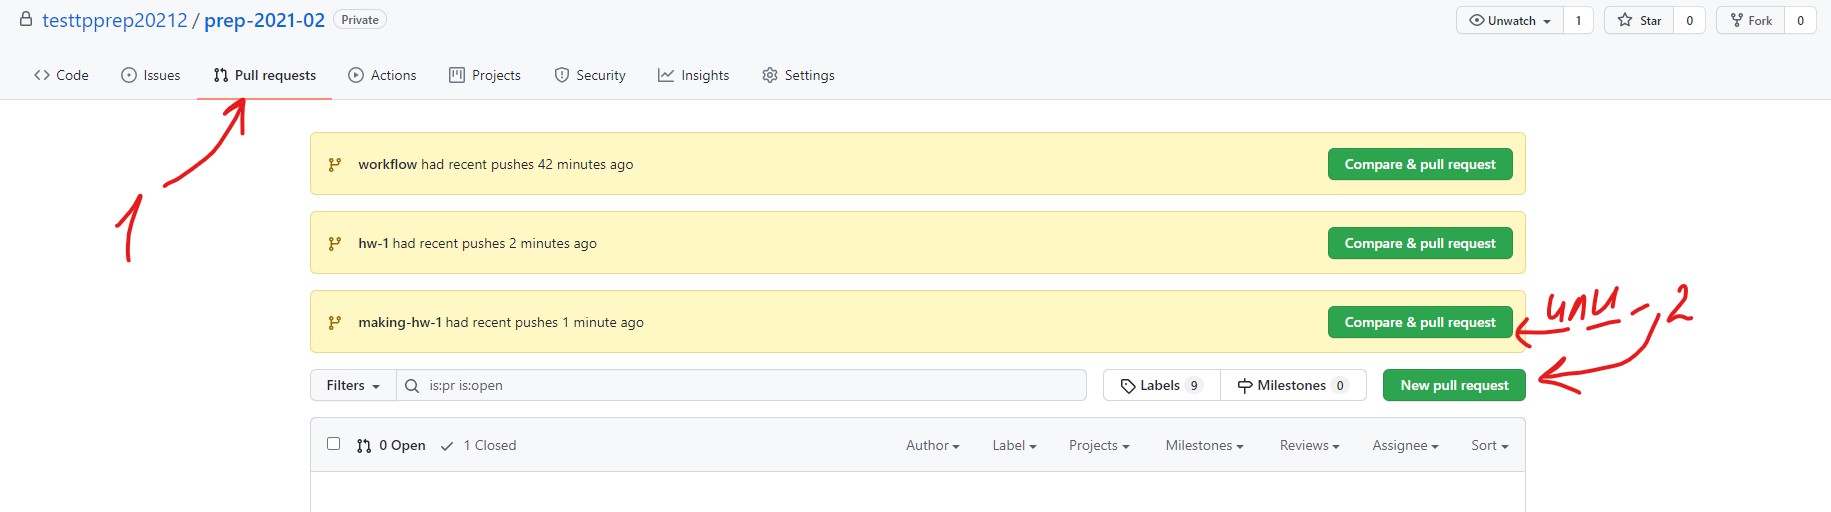 testtpprep20212 / prep-2021-02 Private
Unwatch 1 Star 0 Fork 0
Code Issues Pull requests Actions Projects Security Insights Settings
1
workflow had recent pushes 42 minutes ago Compare & pull request
hw-1 had recent pushes 2 minutes ago Compare & pull request
making-hw-1 had recent pushes 1 minute ago Compare & pull request
или - 2
Filters is:pr is:open Labels 9 Milestones 0 New pull request
0 Open 1 Closed Author Label Projects Milestones Reviews Assignee Sort